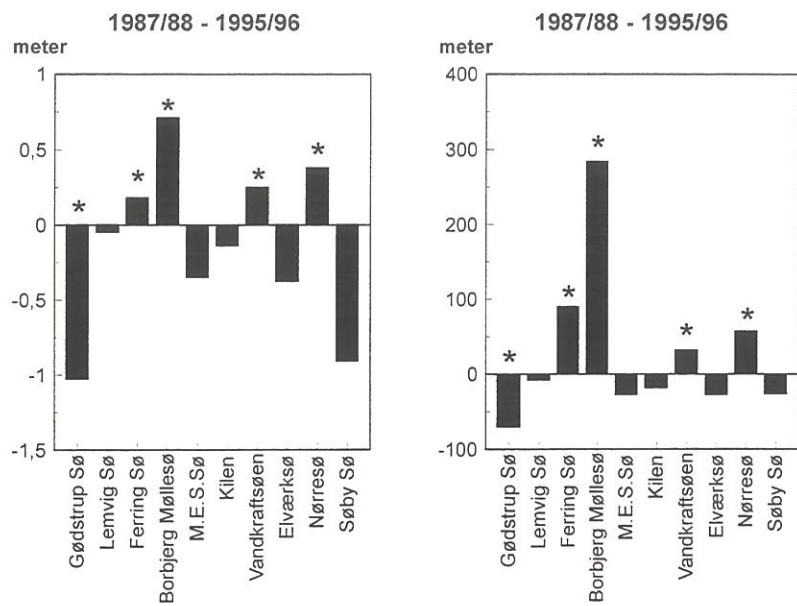 1987/88 - 1995/96
meter
1
0,5
0
-0,5
-1
-1,5
* * * * *
Gødstrup Sø
Lemvig Sø
Ferring Sø
Borbjerg Møllesø
M.E.S.Sø
Kilen
Vandkraftsøen
Elværksø
Nørresø
Søby Sø
1987/88 - 1995/96
meter
400
300
200
100
0
-100
* * * * *
Gødstrup Sø
Lemvig Sø
Ferring Sø
Borbjerg Møllesø
M.E.S.Sø
Kilen
Vandkraftsøen
Elværksø
Nørresø
Søby Sø